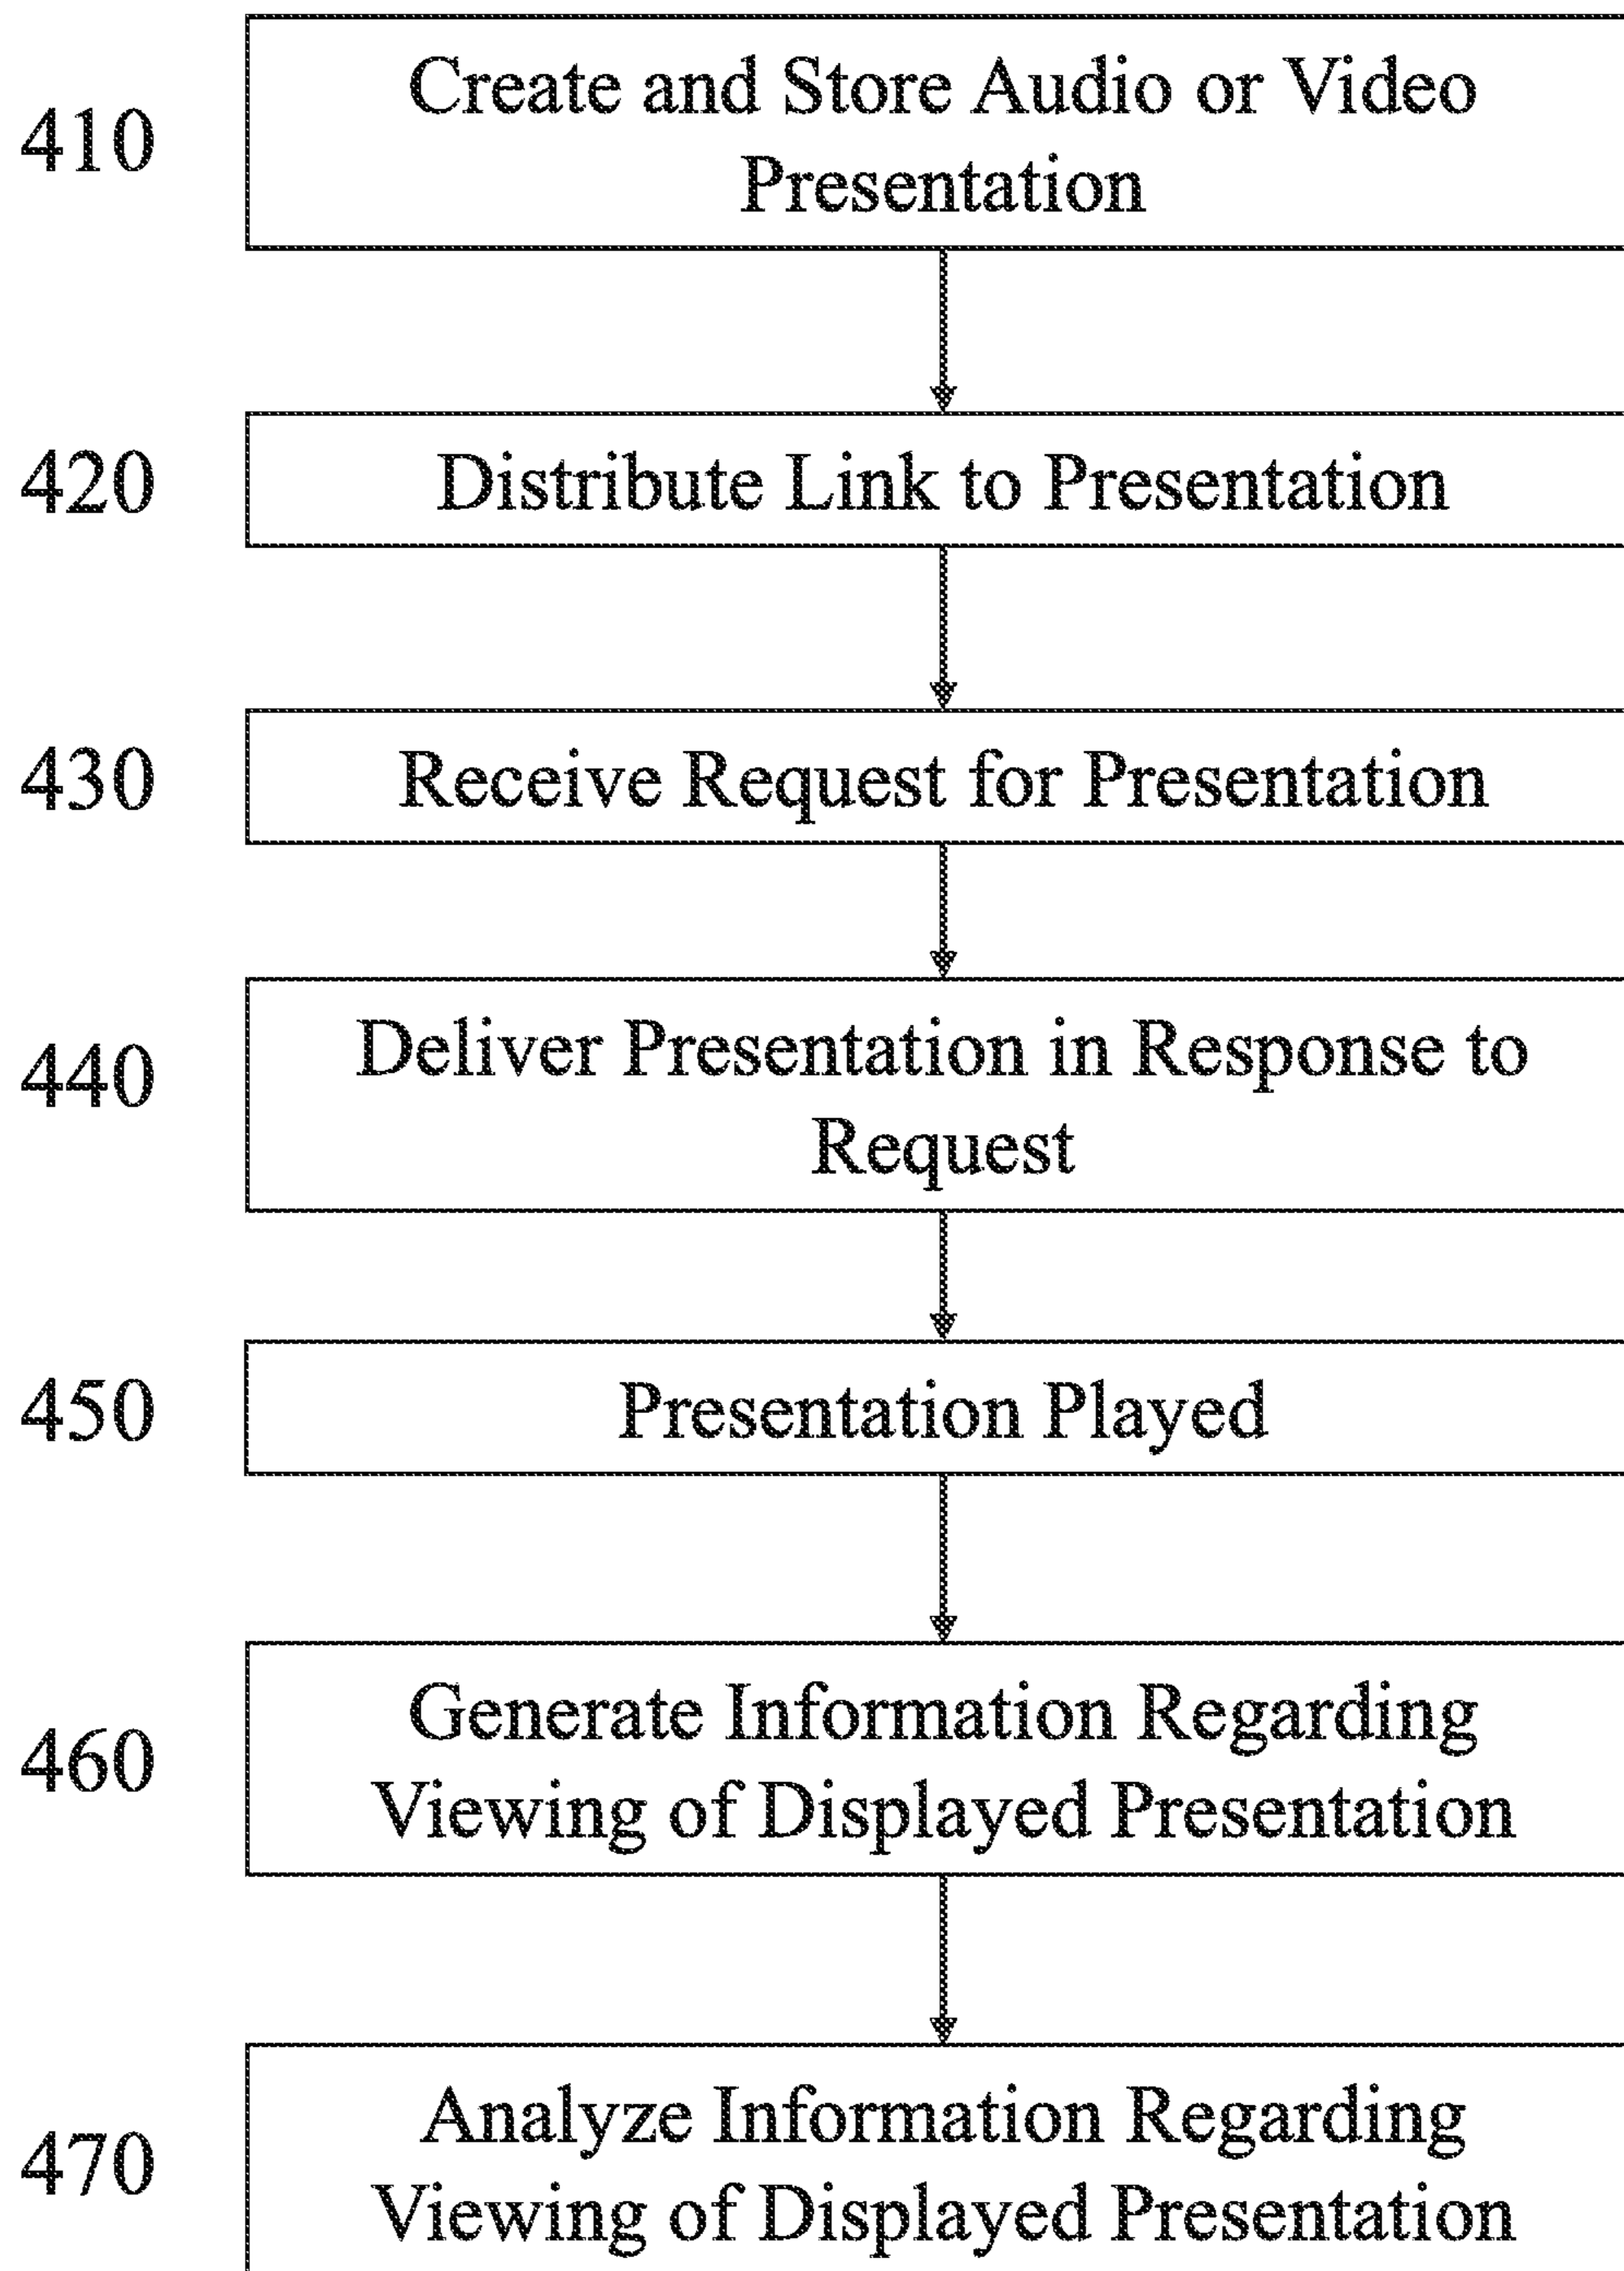 410
Create and Store Audio or Video
Presentation
420
Distribute Link to Presentation
430
Receive Request for Presentation
440
Deliver Presentation in Response to
Request
450
Presentation Played
460
Generate Information Regarding
Viewing of Displayed Presentation
470
Analyze Information Regarding
Viewing of Displayed Presentation